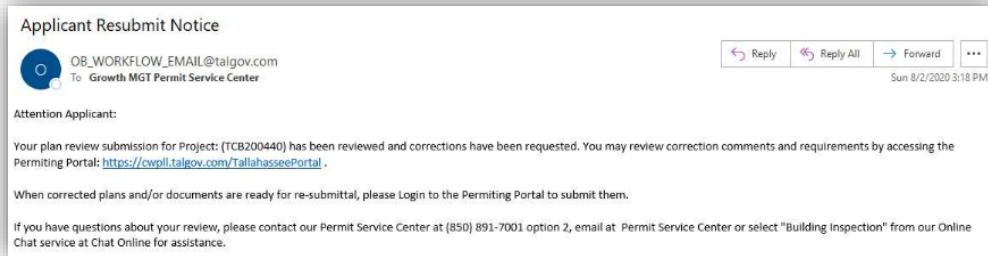 Applicant Resubmit Notice
O
OB_WORKFLOW_EMAIL@talgov.com
To Growth MGT Permit Service Center
Reply
Reply All
Forward
...
Sun 8/2/2020 3:18 PM
Attention Applicant:
Your plan review submission for Project: (TCB200440) has been reviewed and corrections have been requested. You may review correction comments and requirements by accessing the
Permiting Portal: https://cwpll.talgov.com/TallahasseePortal .
When corrected plans and/or documents are ready for re-submittal, please Login to the Permiting Portal to submit them.
If you have questions about your review, please contact our Permit Service Center at (850) 891-7001 option 2, email at Permit Service Center or select "Building Inspection" from our Online
Chat service at Chat Online for assistance.